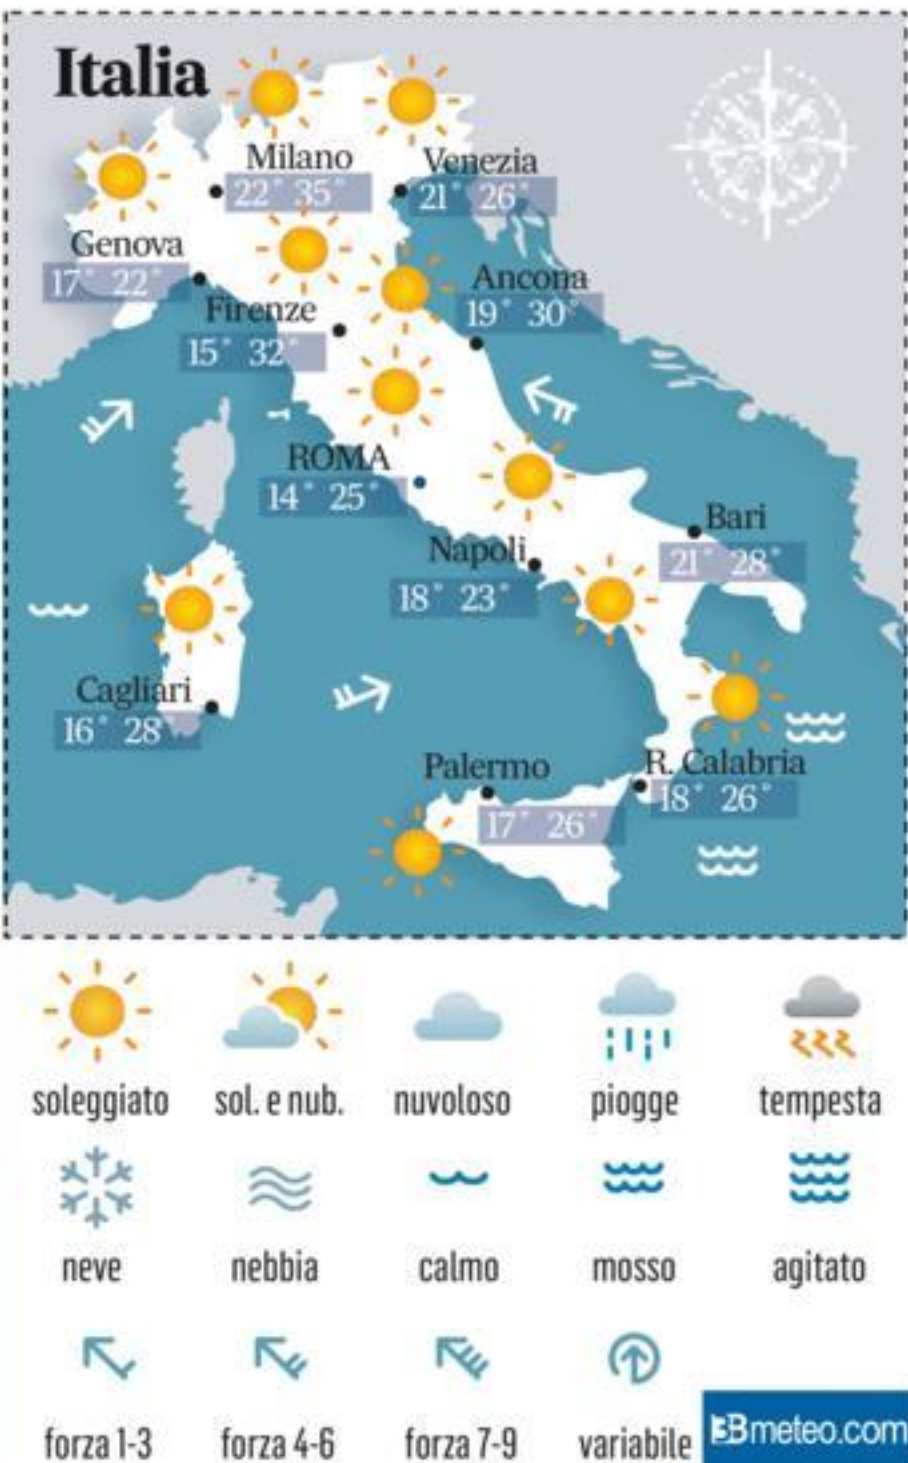 Italia
Milano
22° 35°
Venezia
21° 26°
Genova
17° 22°
Ancona
19° 30°
Firenze
15° 32°
ROMA
14° 25°
Bari
21° 28°
Napoli
18° 23°
Cagliari
16° 28°
Palermo
17° 26°
R. Calabria
18° 26°
soleggiato
sol. e nub.
nuvoloso
piogge
tempesta
neve
nebbia
calmo
mosso
agitato
forza 1-3
forza 4-6
forza 7-9
variabile
3Bmeteo.com